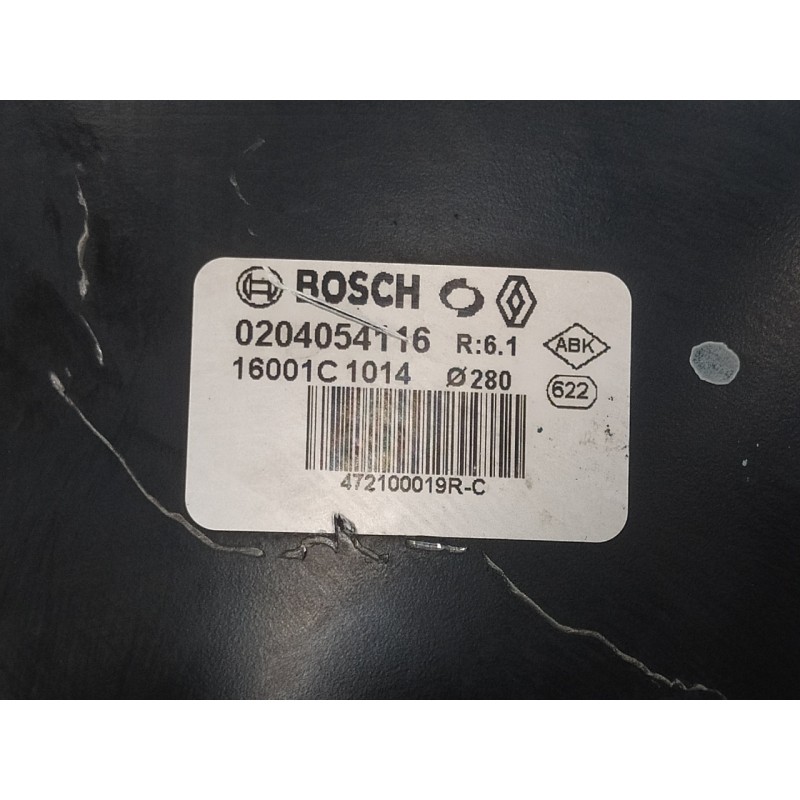 BOSCH
0204054116 R:6.1
ABK
16001C 1014 Ø280
622
472100019R-C